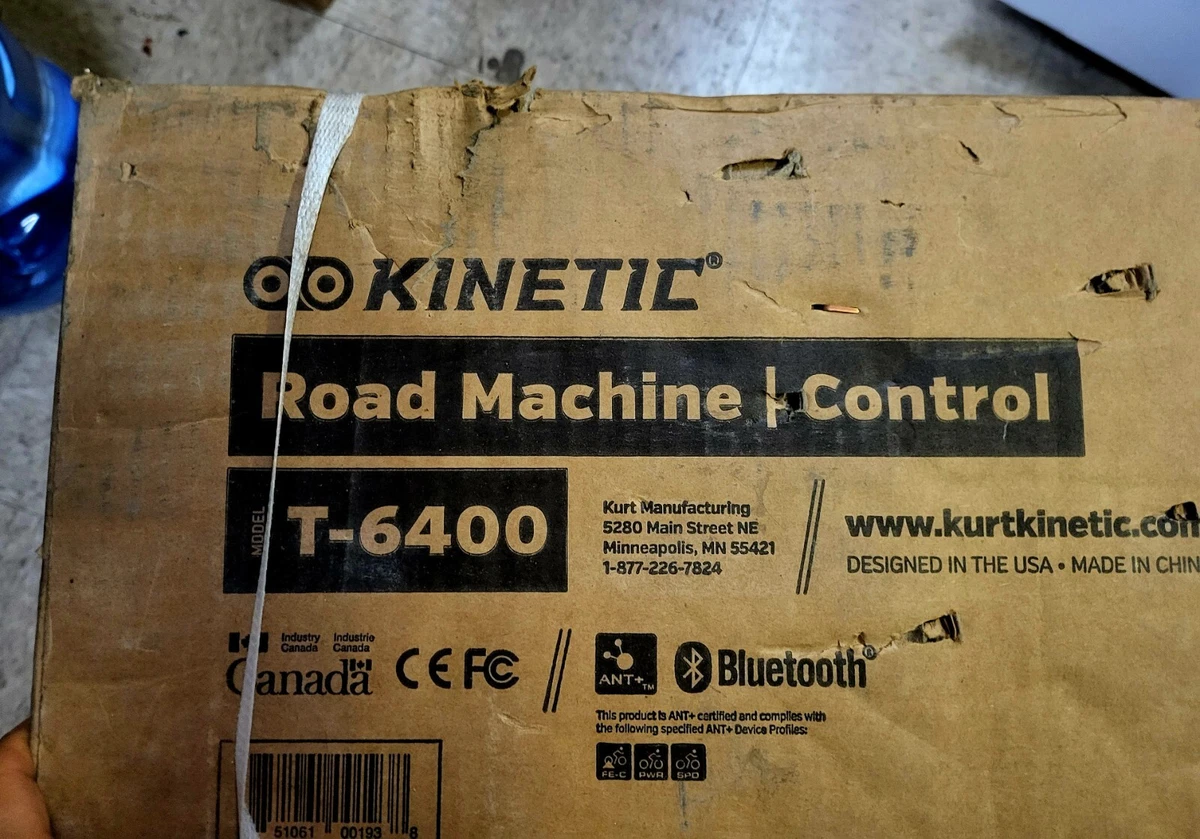 KINETIC®
Road Machine | Control
MODEL T-6400
Kurt Manufacturing
5280 Main Street NE
Minneapolis, MN 55421
1-877-226-7824
www.kurtkinetic.com
DESIGNED IN THE USA • MADE IN CHIN
Industry Canada
Industrie Canada
Canada
CE FC
ANT+™
Bluetooth®
This product is ANT+ certified and complies with
the following specified ANT+ Device Profiles:
FE-C PWR SPD
51061 00193 8